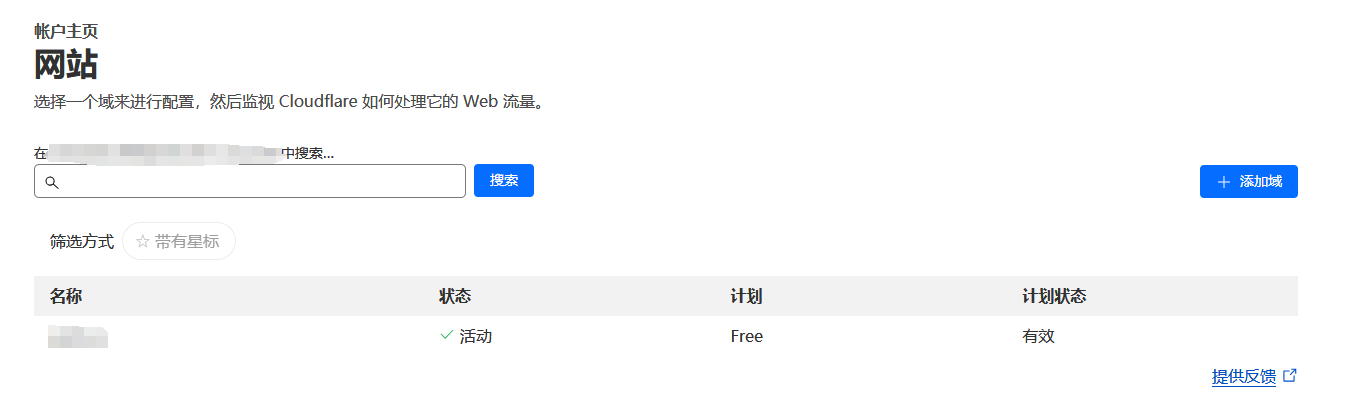 帐户主页
网站
选择一个域来进行配置，然后监视 Cloudflare 如何处理它的 Web 流量。
在 中搜索...
搜索
添加域
筛选方式 带有星标
名称 状态 计划 计划状态
活动 Free 有效
提供反馈